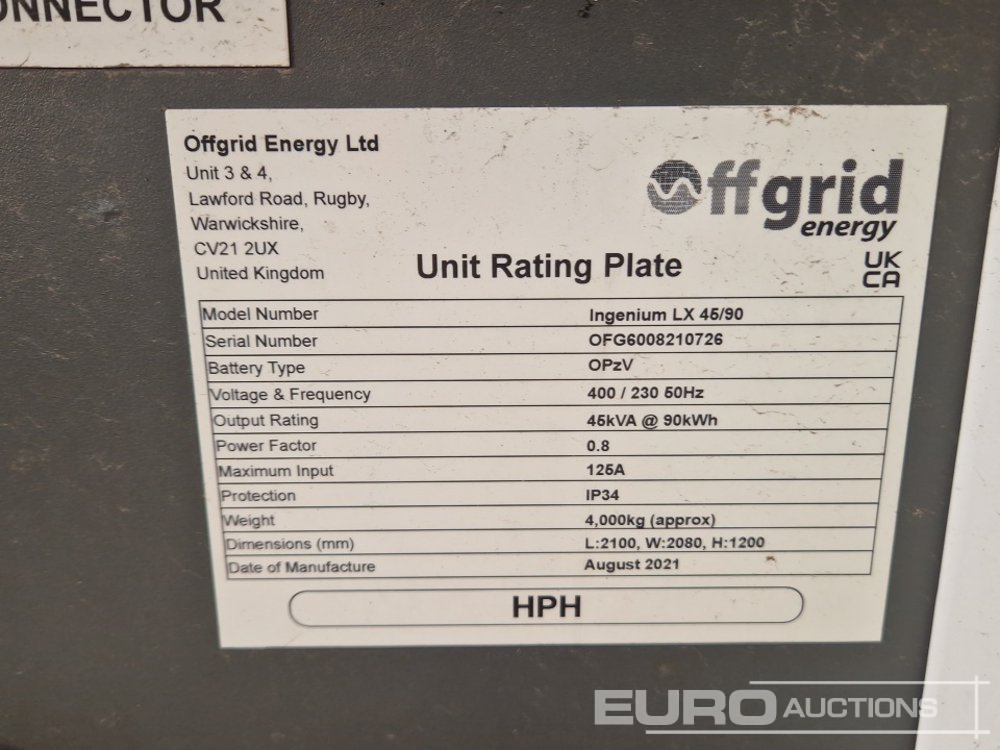 ONNECTOR
Offgrid Energy Ltd
Unit 3 & 4,
Lawford Road, Rugby,
Warwickshire,
CV21 2UX
United Kingdom
Offgrid
energy
Unit Rating Plate
UK
CA
Model Number Ingenium LX 45/90
Serial Number OFG6008210726
Battery Type OPzV
Voltage & Frequency 400 / 230 50Hz
Output Rating 45kVA @ 90kWh
Power Factor 0.8
Maximum Input 125A
Protection IP34
Weight 4,000kg (approx)
Dimensions (mm) L:2100, W:2080, H:1200
Date of Manufacture August 2021
HPH
EURO AUCTIONS